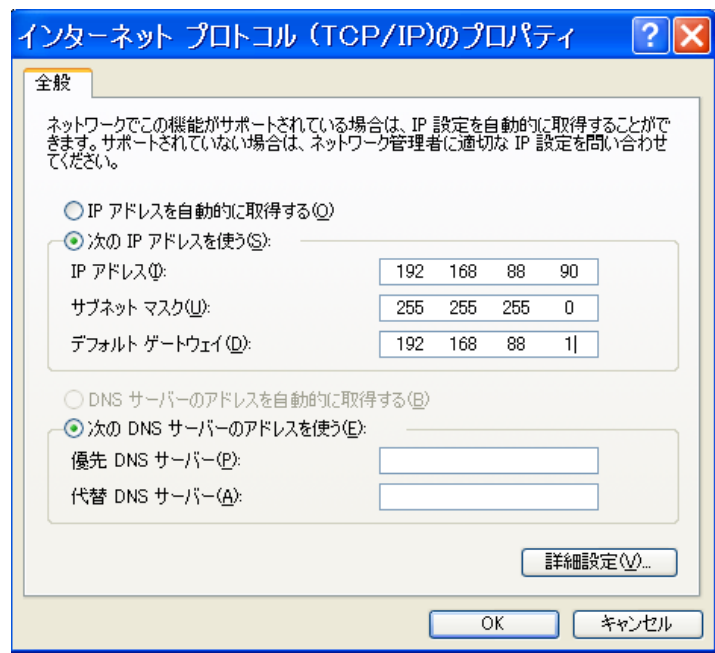 インターネット プロトコル (TCP/IP)のプロパティ
全般
ネットワークでこの機能がサポートされている場合は、IP 設定を自動的に取得することがで
きます。サポートされていない場合は、ネットワーク管理者に適切な IP 設定を問い合わせ
てください。
IP アドレスを自動的に取得する(O)
次の IP アドレスを使う(S):
IP アドレス(I): 192 168 88 90
サブネット マスク(U): 255 255 255 0
デフォルト ゲートウェイ(D): 192 168 88 1
DNS サーバーのアドレスを自動的に取得する(B)
次の DNS サーバーのアドレスを使う(E):
優先 DNS サーバー(P):
代替 DNS サーバー(A):
詳細設定(V)...
OK キャンセル